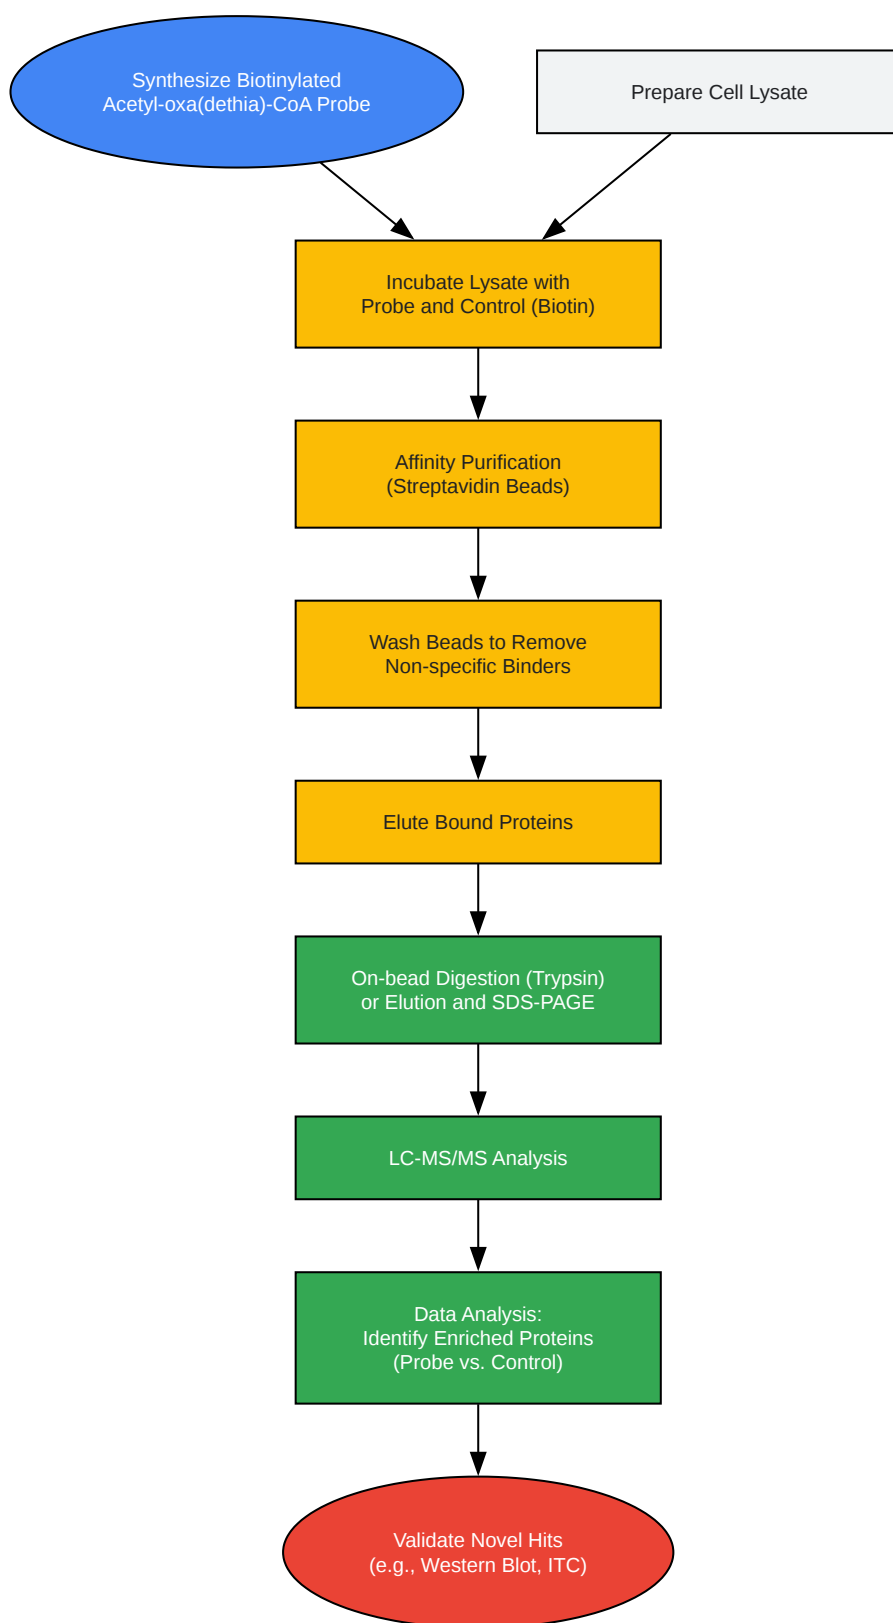 Synthesize Biotinylated
Acetyl-oxa(dethia)-CoA Probe
Prepare Cell Lysate
Incubate Lysate with
Probe and Control (Biotin)
Affinity Purification
(Streptavidin Beads)
Wash Beads to Remove
Non-specific Binders
Elute Bound Proteins
On-bead Digestion (Trypsin)
or Elution and SDS-PAGE
LC-MS/MS Analysis
Data Analysis:
Identify Enriched Proteins
(Probe vs. Control)
Validate Novel Hits
(e.g., Western Blot, ITC)